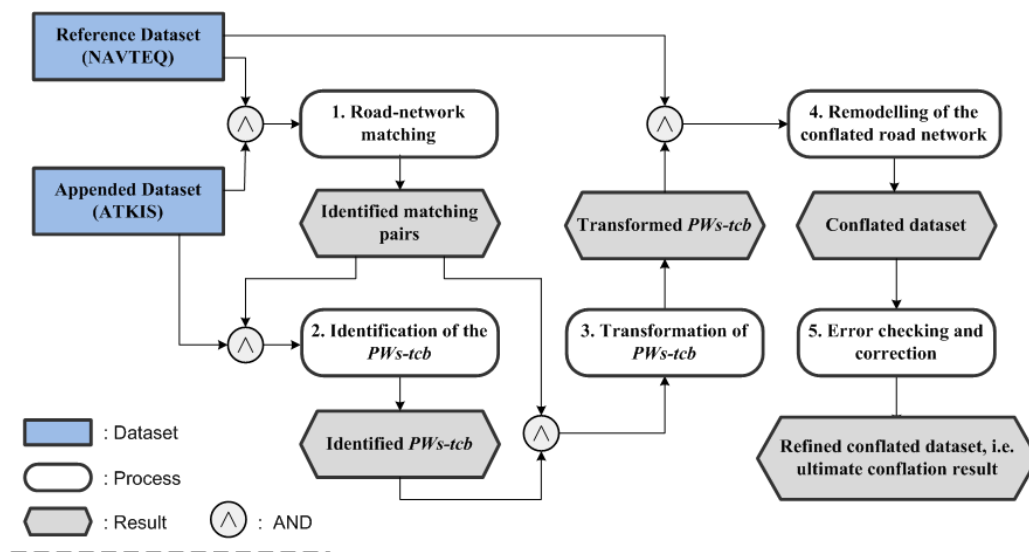 Reference Dataset
(NAVTEQ)
Appended Dataset
(ATKIS)
∧
1. Road-network
matching
Identified matching
pairs
∧
2. Identification of the
PWs-tcb
Identified PWs-tcb
∧
3. Transformation of
PWs-tcb
Transformed PWs-tcb
∧
4. Remodelling of the
conflated road network
Conflated dataset
5. Error checking and
correction
Refined conflated dataset, i.e.
ultimate conflation result
: Dataset
: Process
: Result
∧ : AND